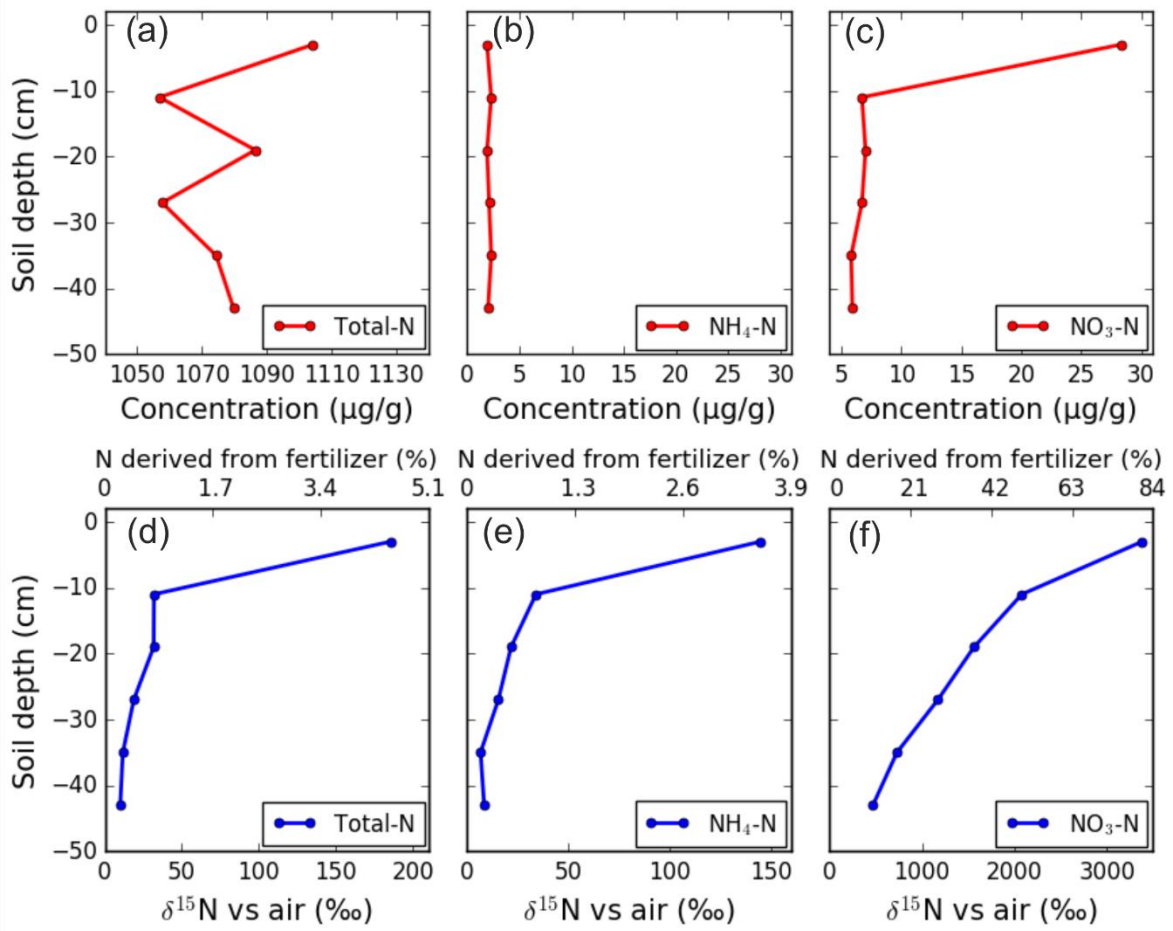 (a) (b) (c)
0
−10
−20
−30
−40
−50
Soil depth (cm)
Total-N NH₄-N NO₃-N
1050 1070 1090 1110 1130 0 5 10 15 20 25 30 5 10 15 20 25 30
Concentration (µg/g) Concentration (µg/g) Concentration (µg/g)
N derived from fertilizer (%) N derived from fertilizer (%) N derived from fertilizer (%)
0 1.7 3.4 5.1 0 1.3 2.6 3.9 0 21 42 63 84
(d) (e) (f)
0
−10
−20
−30
−40
−50
Soil depth (cm)
Total-N NH₄-N NO₃-N
0 50 100 150 200 0 50 100 150 0 1000 2000 3000
δ¹⁵N vs air (‰) δ¹⁵N vs air (‰) δ¹⁵N vs air (‰)